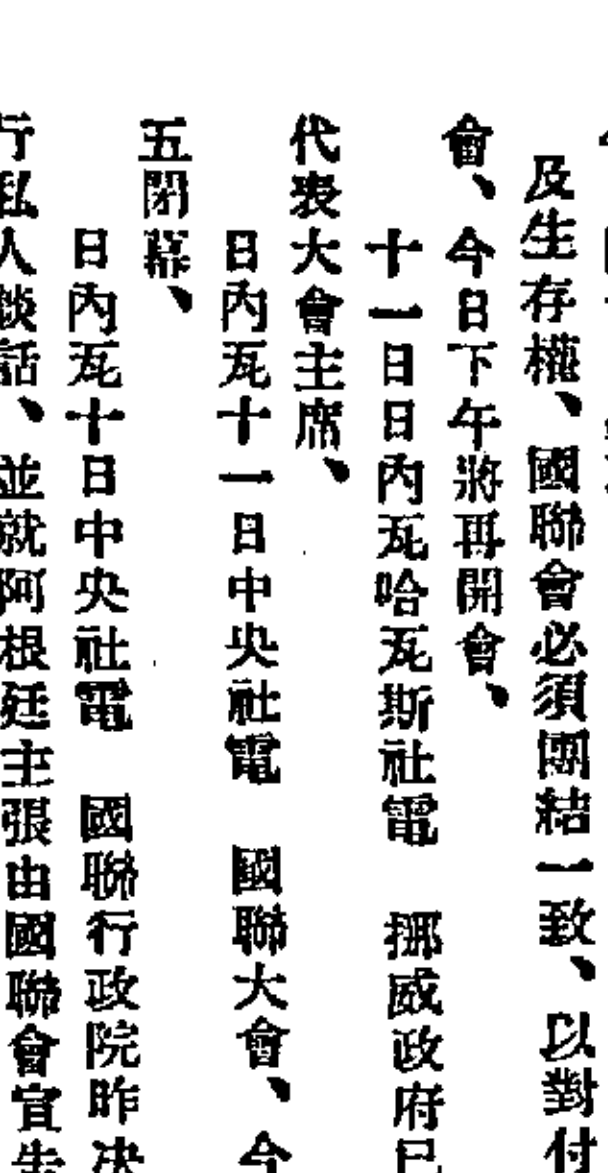 及生存權、國聯會必須團結一致、以對付
會、今日下午將再開會、
十一日日內瓦哈瓦斯社電　挪威政府已
代表大會主席、
日內瓦十一日中央社電　國聯大會、今
五閉幕、
日內瓦十日中央社電　國聯行政院昨決
行私人談話、並就阿根廷主張由國聯會宣告